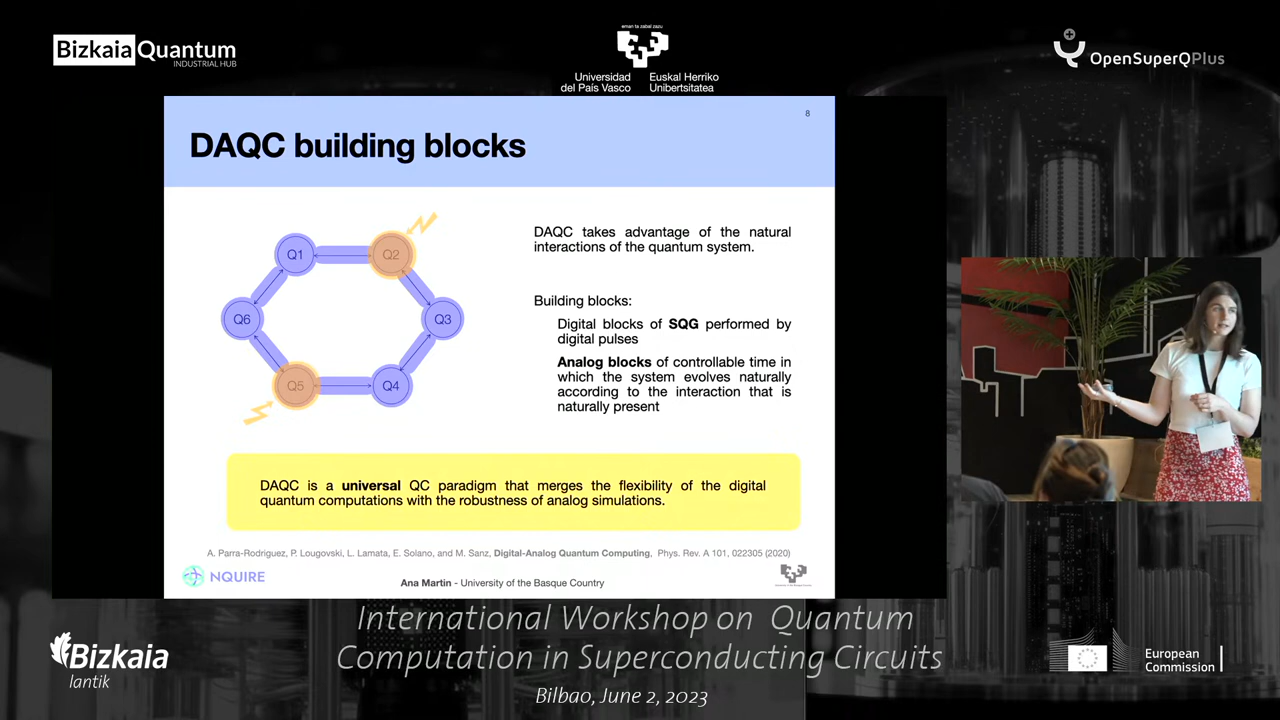 Bizkaia Quantum
INDUSTRIAL HUB
eman ta zabal zazu
Universidad
del País Vasco
Euskal Herriko
Unibertsitatea
OpenSuperQPlus
8
DAQC building blocks
Q1
Q2
Q6
Q3
Q5
Q4
DAQC takes advantage of the natural
interactions of the quantum system.
Building blocks:
Digital blocks of SQG performed by
digital pulses
Analog blocks of controllable time in
which the system evolves naturally
according to the interaction that is
naturally present
DAQC is a universal QC paradigm that merges the flexibility of the digital
quantum computations with the robustness of analog simulations.
A. Parra-Rodriguez, P. Lougovski, L. Lamata, E. Solano, and M. Sanz, Digital-Analog Quantum Computing, Phys. Rev. A 101, 022305 (2020)
NQUIRE
Ana Martin - University of the Basque Country
International Workshop on Quantum
Computation in Superconducting Circuits
Bilbao, June 2, 2023
Bizkaia
lantik
European
Commission